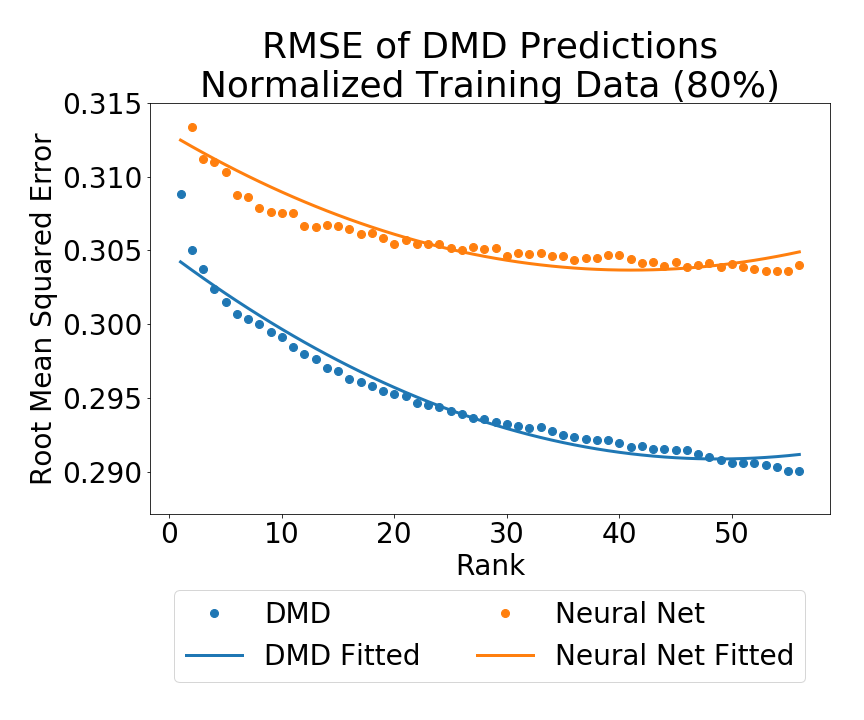 RMSE of DMD Predictions
Normalized Training Data (80%)
Root Mean Squared Error
0.315
0.310
0.305
0.300
0.295
0.290
0 10 20 30 40 50
Rank
DMD Neural Net
DMD Fitted Neural Net Fitted